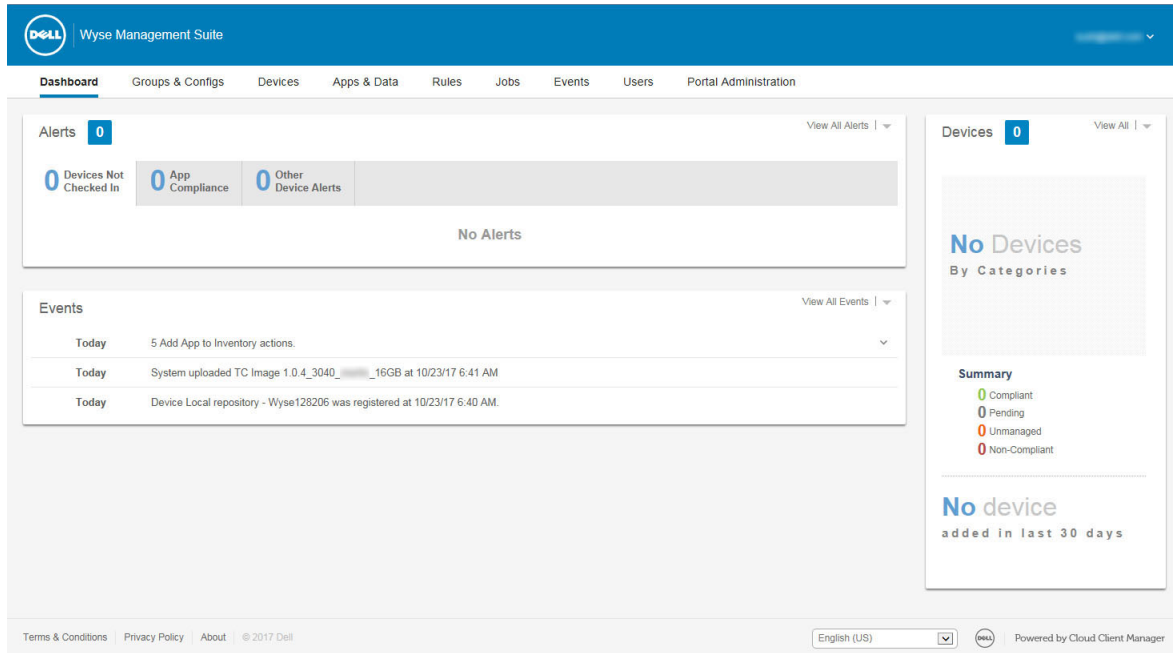 DELL Wyse Management Suite
Dashboard Groups & Configs Devices Apps & Data Rules Jobs Events Users Portal Administration
Alerts 0 View All Alerts
0 Devices Not Checked In
0 App Compliance
0 Other Device Alerts
No Alerts
Events View All Events
Today 5 Add App to Inventory actions.
Today System uploaded TC Image 1.0.4_3040_ _16GB at 10/23/17 6:41 AM
Today Device Local repository - Wyse128206 was registered at 10/23/17 6:40 AM.
Devices 0 View All
No Devices
By Categories
Summary
0 Compliant
0 Pending
0 Unmanaged
0 Non-Compliant
No device
added in last 30 days
Terms & Conditions Privacy Policy About © 2017 Dell
English (US) DELL Powered by Cloud Client Manager